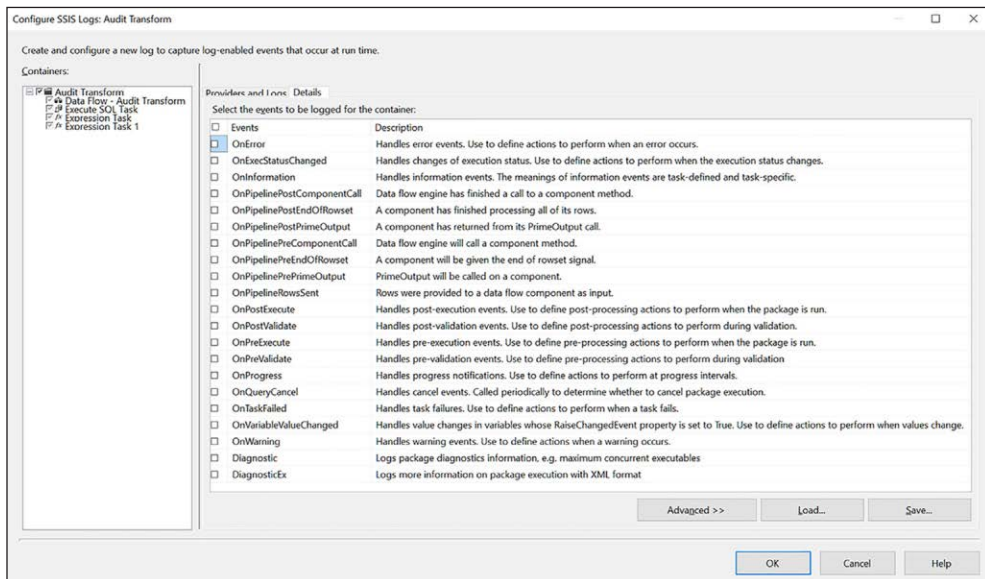 Configure SSIS Logs: Audit Transform
Create and configure a new log to capture log-enabled events that occur at run time.
Containers:
Audit Transform
Data Flow - Audit Transform
Execute SQL Task
Expression Task
Expression Task 1
Providers and Logs Details
Select the events to be logged for the container:
Events Description
OnError Handles error events. Use to define actions to perform when an error occurs.
OnExecStatusChanged Handles changes of execution status. Use to define actions to perform when the execution status changes.
OnInformation Handles information events. The meanings of information events are task-defined and task-specific.
OnPipelinePostComponentCall Data flow engine has finished a call to a component method.
OnPipelinePostEndOfRowset A component has finished processing all of its rows.
OnPipelinePostPrimeOutput A component has returned from its PrimeOutput call.
OnPipelinePreComponentCall Data flow engine will call a component method.
OnPipelinePreEndOfRowset A component will be given the end of rowset signal.
OnPipelinePrePrimeOutput PrimeOutput will be called on a component.
OnPipelineRowsSent Rows were provided to a data flow component as input.
OnPostExecute Handles post-execution events. Use to define post-processing actions to perform when the package is run.
OnPostValidate Handles post-validation events. Use to define post-processing actions to perform during validation.
OnPreExecute Handles pre-execution events. Use to define pre-processing actions to perform when the package is run.
OnPreValidate Handles pre-validation events. Use to define pre-processing actions to perform during validation
OnProgress Handles progress notifications. Use to define actions to perform at progress intervals.
OnQueryCancel Handles cancel events. Called periodically to determine whether to cancel package execution.
OnTaskFailed Handles task failures. Use to define actions to perform when a task fails.
OnVariableValueChanged Handles value changes in variables whose RaiseChangedEvent property is set to True. Use to define actions to perform when values change.
OnWarning Handles warning events. Use to define actions when a warning occurs.
Diagnostic Logs package diagnostics information, e.g. maximum concurrent executables
DiagnosticEx Logs more information on package execution with XML format
Advanced >> Load... Save...
OK Cancel Help